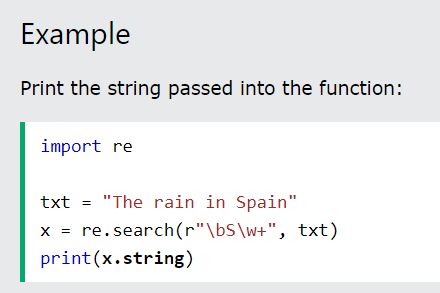 Example
Print the string passed into the function:
import re
txt = "The rain in Spain"
x = re.search(r"\bS\w+", txt)
print(x.string)